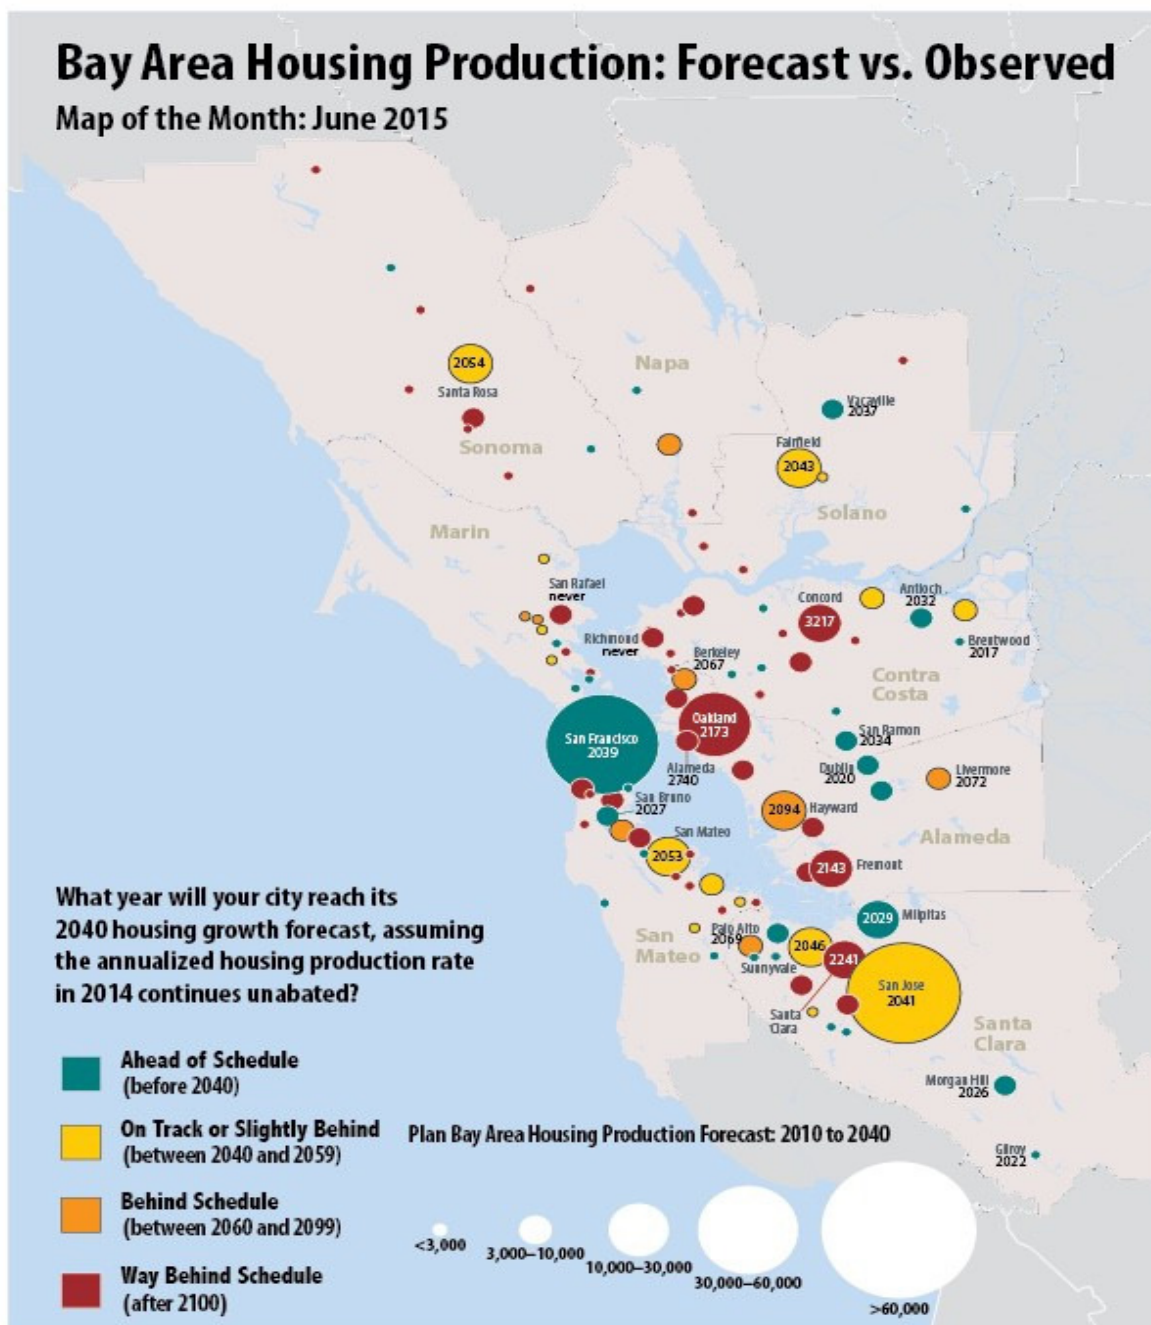 Bay Area Housing Production: Forecast vs. Observed
Map of the Month: June 2015
2054
Santa Rosa
Sonoma
Napa
Vacaville
2037
Fairfield
2043
Solano
Marin
San Rafael
never
Richmond
never
Berkeley
2067
Concord
3217
Antioch
2032
Brentwood
2017
Contra
Costa
San Francisco
2039
Oakland
2173
Alameda
2740
San Ramon
2034
Dublin
2020
Livermore
2072
San Bruno
2027
2094
Hayward
Alameda
San Mateo
2053
2143
Fremont
2029
Milpitas
San
Mateo
Palo Alto
2069
2046
Sunnyvale
2241
Santa
Clara
San Jose
2041
Santa
Clara
Morgan Hill
2026
Gilroy
2022
What year will your city reach its
2040 housing growth forecast, assuming
the annualized housing production rate
in 2014 continues unabated?
Ahead of Schedule
(before 2040)
On Track or Slightly Behind
(between 2040 and 2059)
Behind Schedule
(between 2060 and 2099)
Way Behind Schedule
(after 2100)
Plan Bay Area Housing Production Forecast: 2010 to 2040
<3,000
3,000–10,000
10,000–30,000
30,000–60,000
>60,000